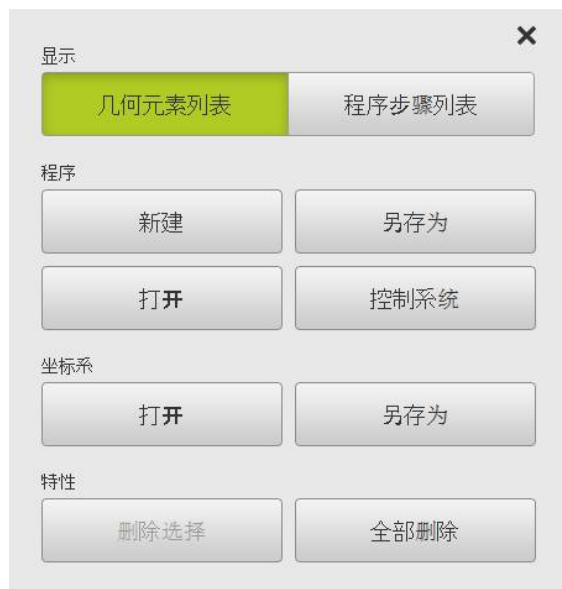 显示
几何元素列表 程序步骤列表
程序
新建 另存为
打开 控制系统
坐标系
打开 另存为
特性
删除选择 全部删除